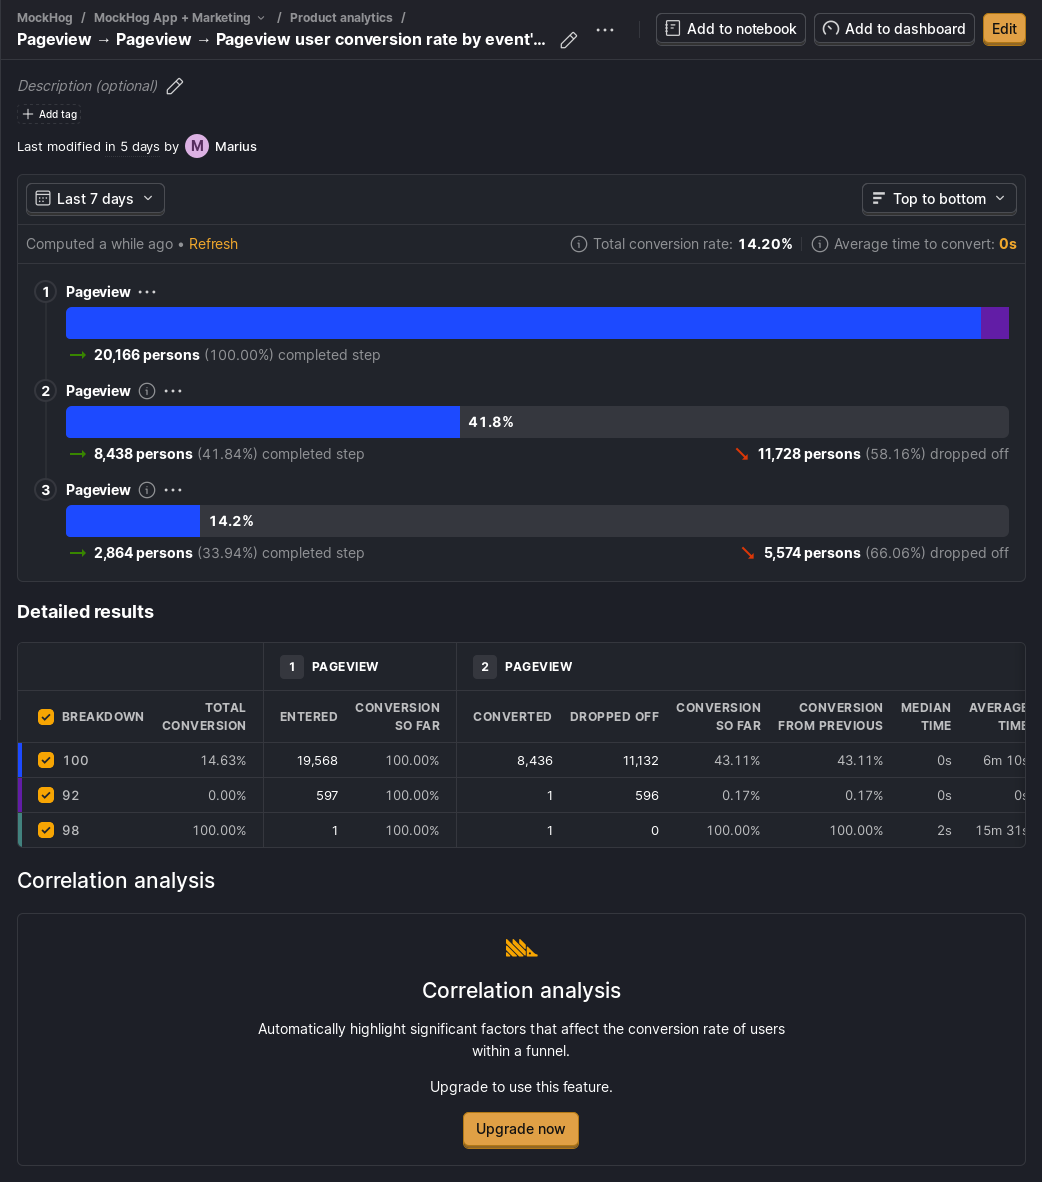 MockHog / MockHog App + Marketing / Product analytics /
Pageview → Pageview → Pageview user conversion rate by event'...
Add to notebook
Add to dashboard
Edit
Description (optional)
Add tag
Last modified in 5 days by M Marius
Last 7 days
Top to bottom
Computed a while ago • Refresh
Total conversion rate: 14.20%
Average time to convert: 0s
1 Pageview
20,166 persons (100.00%) completed step
2 Pageview
41.8%
8,438 persons (41.84%) completed step
11,728 persons (58.16%) dropped off
3 Pageview
14.2%
2,864 persons (33.94%) completed step
5,574 persons (66.06%) dropped off
Detailed results
1 PAGEVIEW
2 PAGEVIEW
BREAKDOWN
TOTAL
CONVERSION
ENTERED
CONVERSION
SO FAR
CONVERTED
DROPPED OFF
CONVERSION
SO FAR
CONVERSION
FROM PREVIOUS
MEDIAN
TIME
AVERAGE
TIME
100 14.63% 19,568 100.00% 8,436 11,132 43.11% 43.11% 0s 6m 10s
92 0.00% 597 100.00% 1 596 0.17% 0.17% 0s 0s
98 100.00% 1 100.00% 1 0 100.00% 100.00% 2s 15m 31s
Correlation analysis
Correlation analysis
Automatically highlight significant factors that affect the conversion rate of users
within a funnel.
Upgrade to use this feature.
Upgrade now